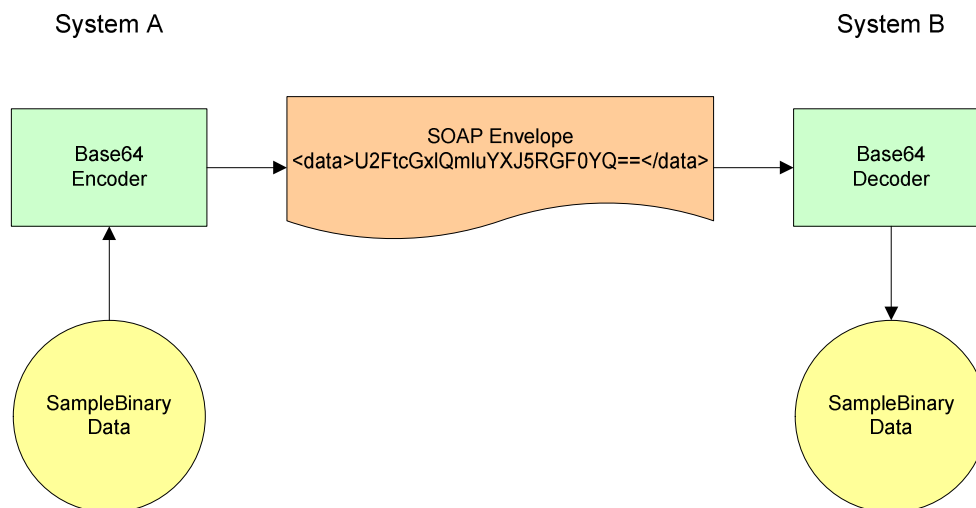 System A
System B
Base64
Encoder
SOAP Envelope
<data>U2FtcGxlQmluYXJ5RGF0YQ==</data>
Base64
Decoder
SampleBinary
Data
SampleBinary
Data